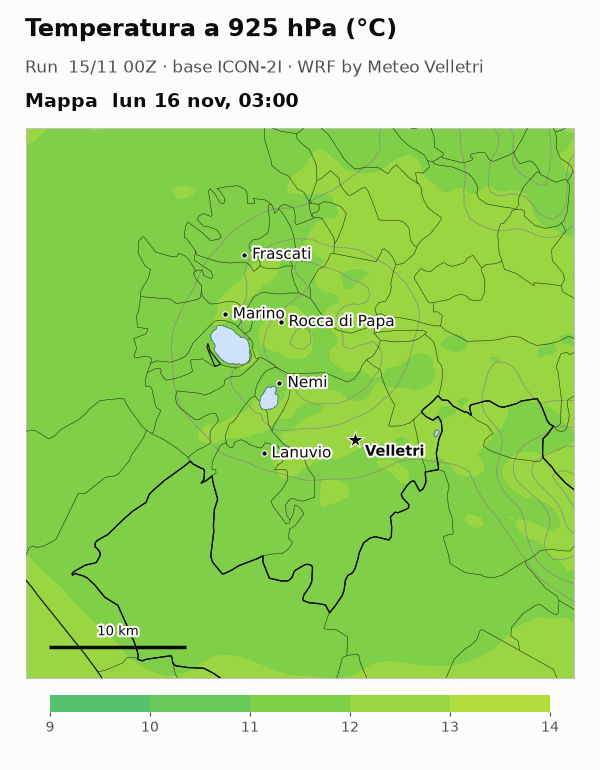 Temperatura a 925 hPa (°C)
Run  15/11 00Z · base ICON-2I · WRF by Meteo Velletri
Mappa  lun 16 nov, 03:00
Frascati
Marino
Rocca di Papa
Nemi
Velletri
Lanuvio
10 km
9 10 11 12 13 14